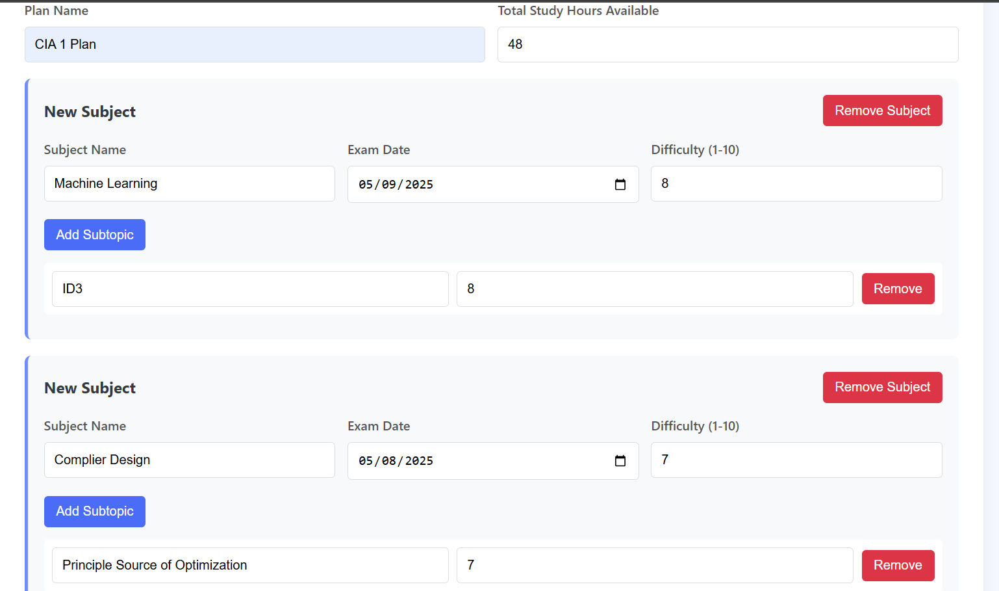 Plan Name
Total Study Hours Available
CIA 1 Plan
48
New Subject
Remove Subject
Subject Name
Exam Date
Difficulty (1-10)
Machine Learning
05/09/2025
8
Add Subtopic
ID3
8
Remove
New Subject
Remove Subject
Subject Name
Exam Date
Difficulty (1-10)
Complier Design
05/08/2025
7
Add Subtopic
Principle Source of Optimization
7
Remove